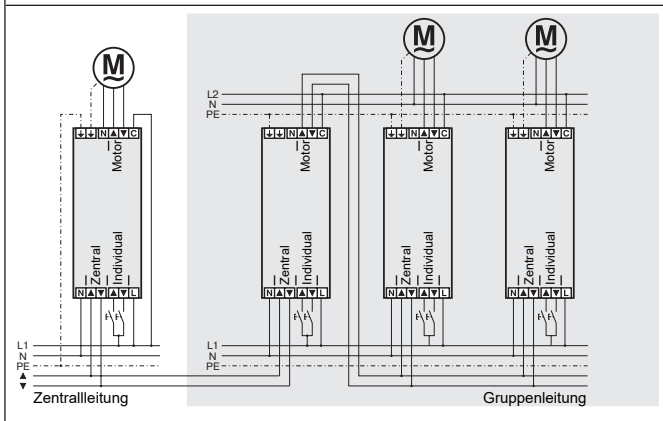 M M M
L2
N
PE
N ▲ ▼ C N ▲ ▼ C N ▲ ▼ C N ▲ ▼ C
Motor Motor Motor Motor
Zentral Individual Zentral Individual Zentral Individual Zentral Individual
N ▲ ▼ ▲ ▼ L N ▲ ▼ ▲ ▼ L N ▲ ▼ ▲ ▼ L N ▲ ▼ ▲ ▼ L
L1 L1
N N
PE PE
▲
▼ Zentralleitung Gruppenleitung